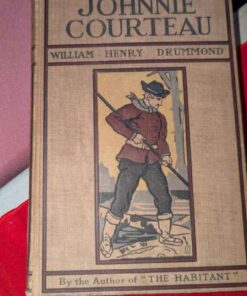 JOHNNIE
COURTEAU
WILLIAM HENRY DRUMMOND
By the Author of "THE HABITANT"